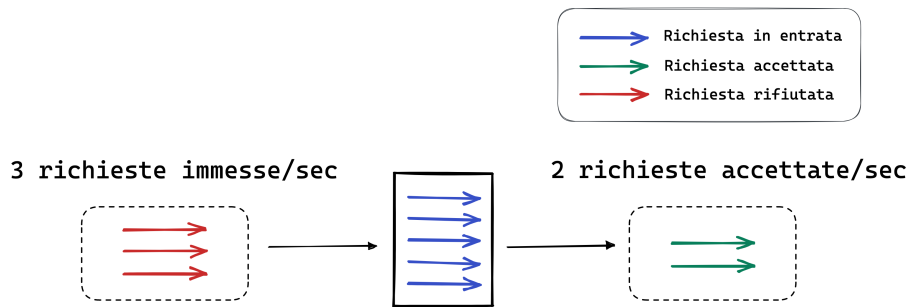 Richiesta in entrata
Richiesta accettata
Richiesta rifiutata
3 richieste immesse/sec
2 richieste accettate/sec